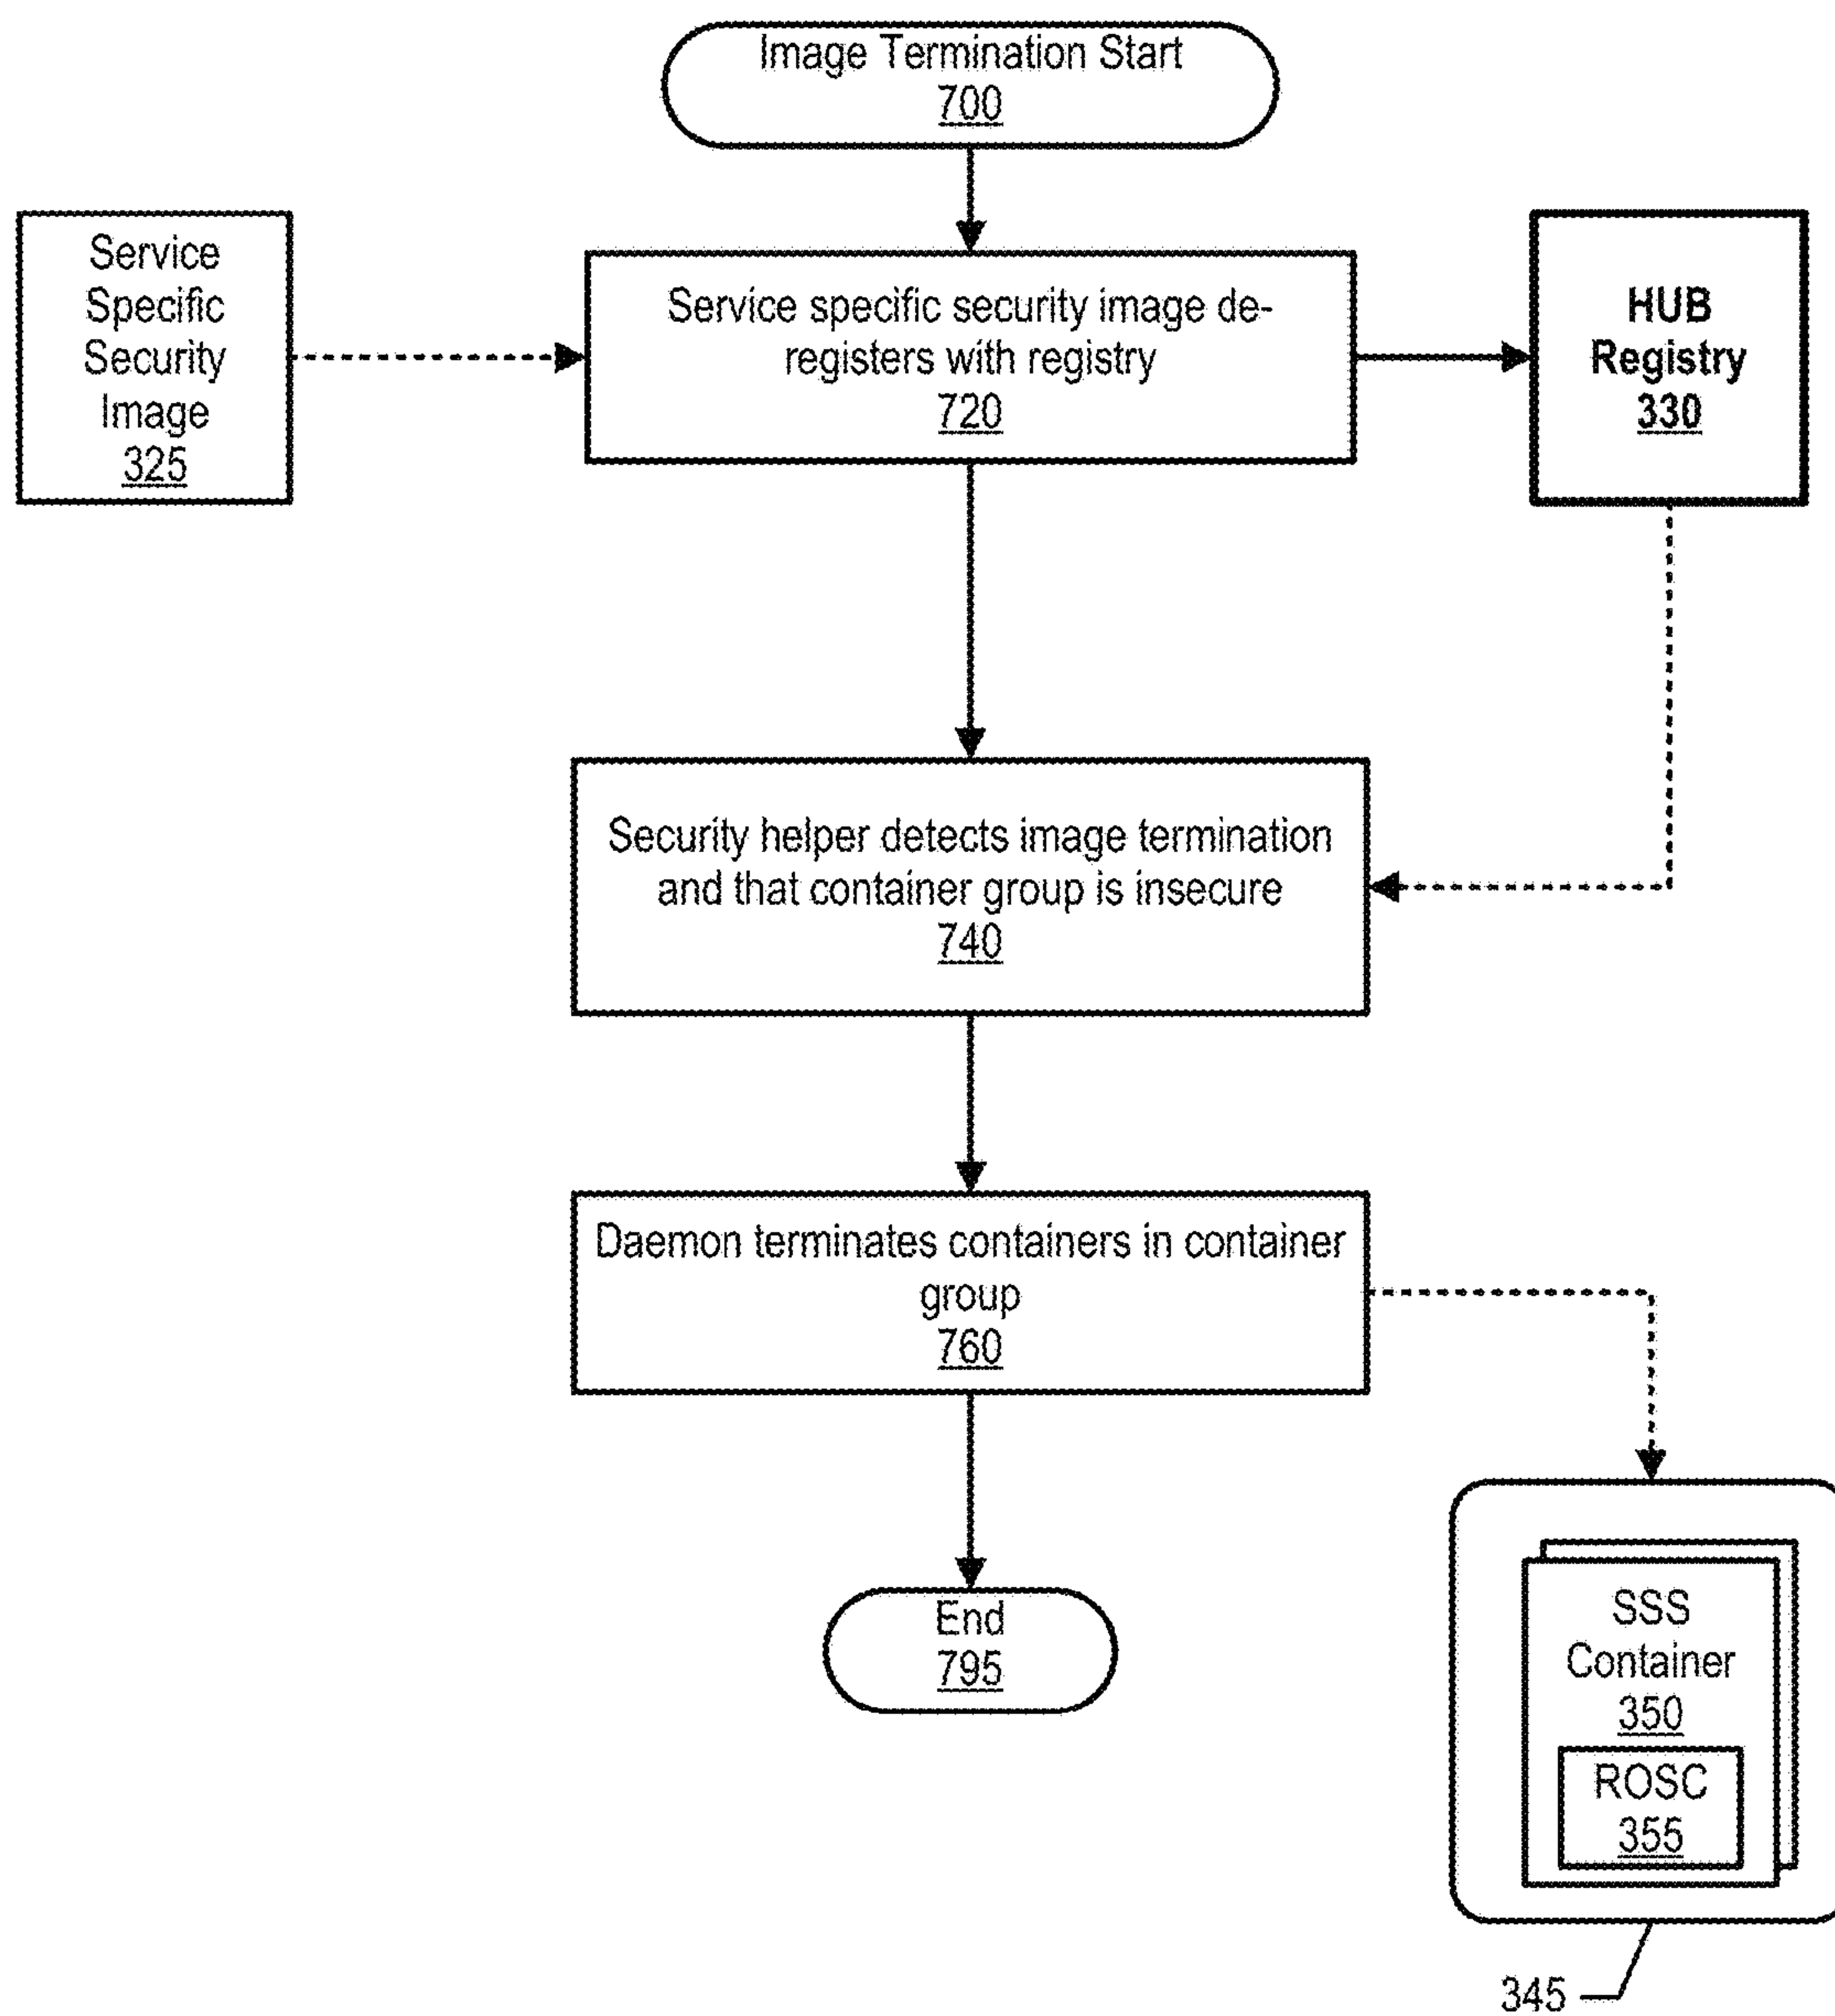 Image Termination Start
700
Service
Specific
Security
Image
325
Service specific security image de-
registers with registry
720
HUB
Registry
330
Security helper detects image termination
and that container group is insecure
740
Daemon terminates containers in container
group
760
End
795
SSS
Container
350
ROSC
355
345